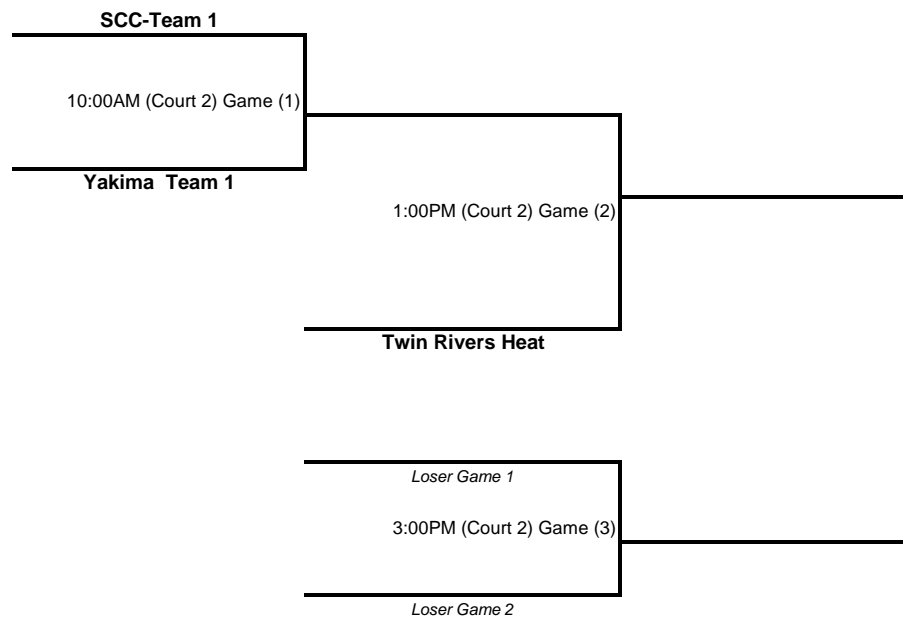 SCC-Team 1
10:00AM (Court 2) Game (1)
Yakima  Team 1
1:00PM (Court 2) Game (2)
Twin Rivers Heat
Loser Game 1
3:00PM (Court 2) Game (3)
Loser Game 2